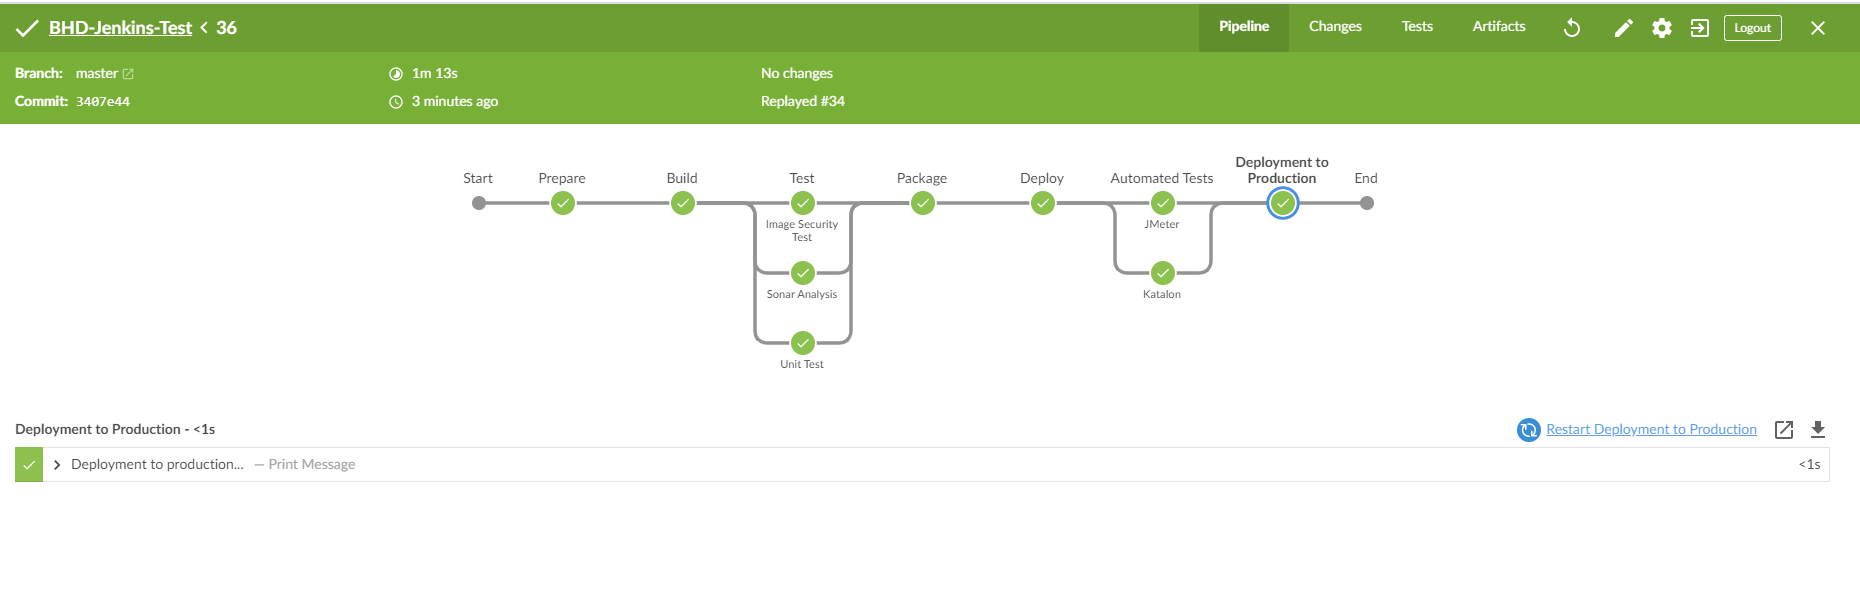 BHD-Jenkins-Test < 36
Pipeline
Changes
Tests
Artifacts
Logout
Branch: master
1m 13s
No changes
Commit: 3407e44
3 minutes ago
Replayed #34
Start
Prepare
Build
Test
Package
Deploy
Automated Tests
Deployment to
Production
End
Image Security
Test
JMeter
Sonar Analysis
Katalon
Unit Test
Deployment to Production - <1s
Restart Deployment to Production
Deployment to production... — Print Message
<1s